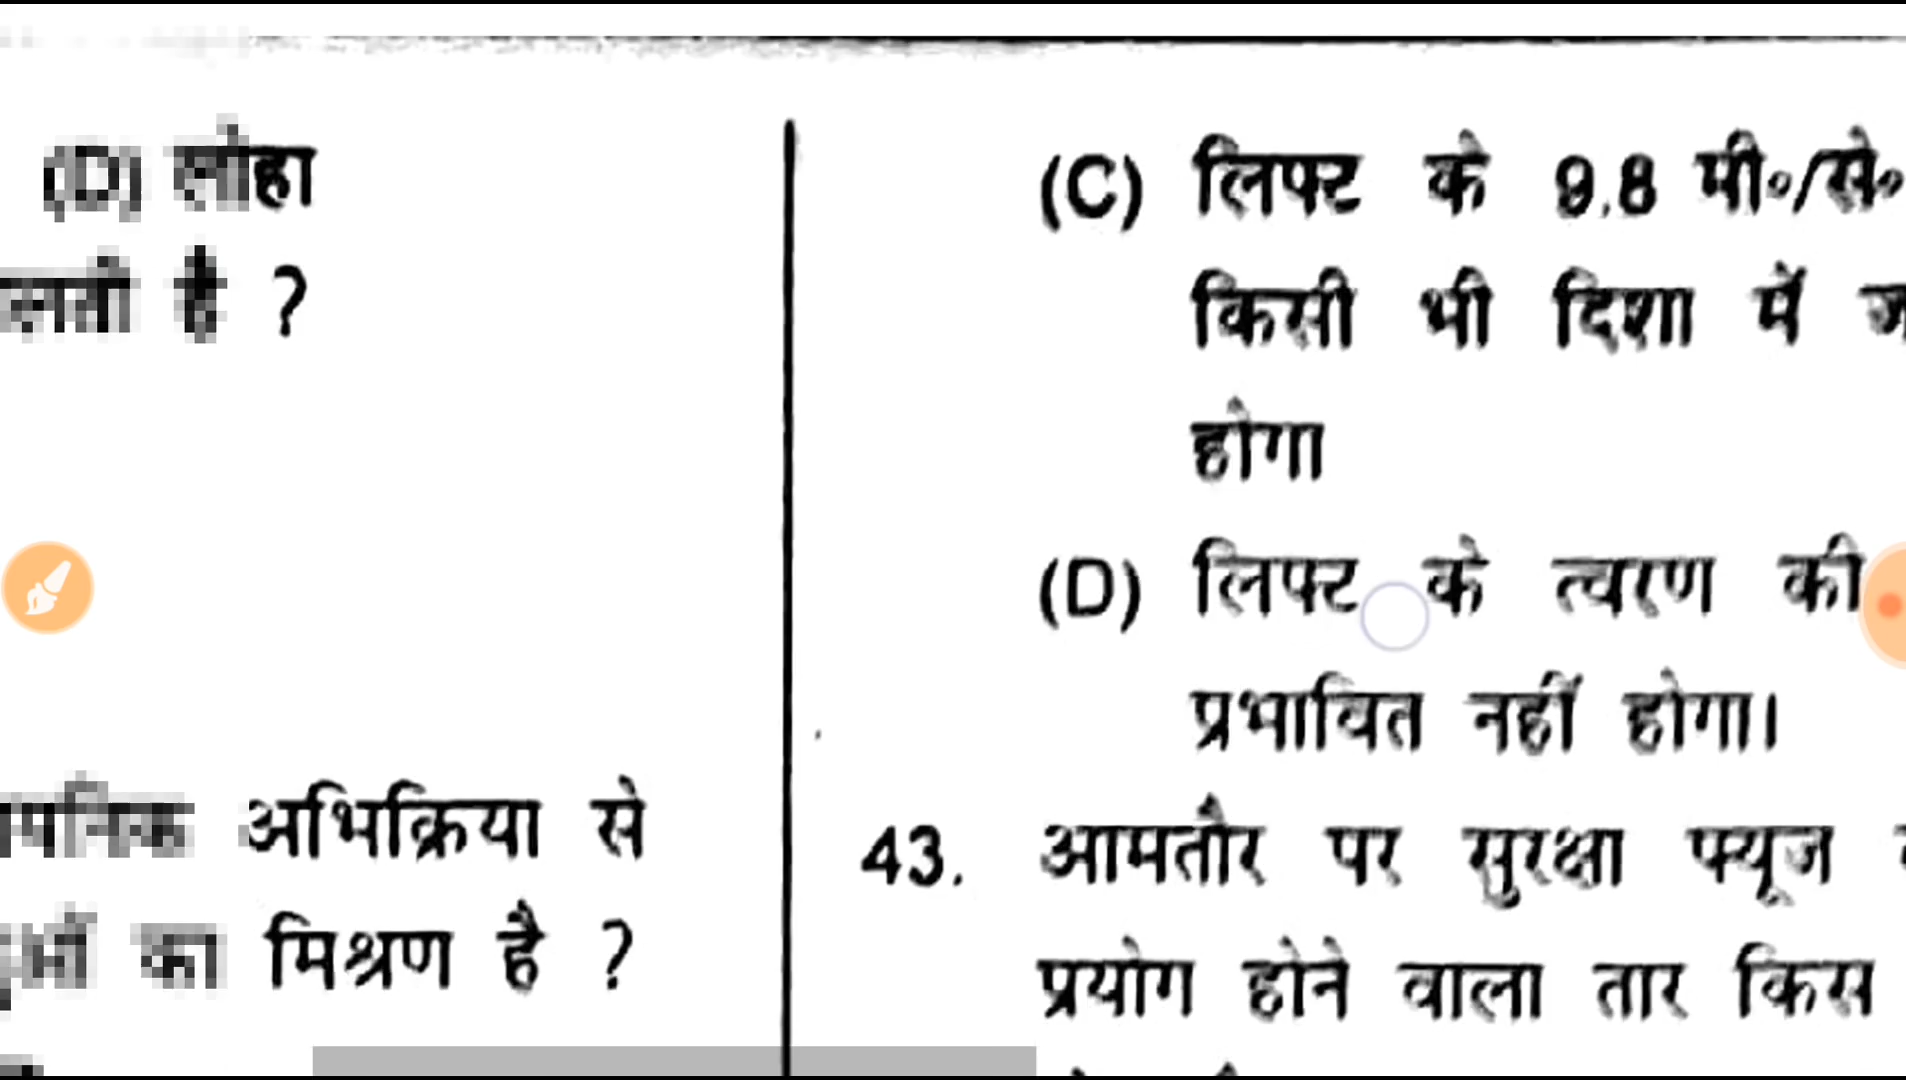 (D) लोहा
है ?
अभिक्रिया से
का मिश्रण है ?
(C) लिफ्ट के 9.8 मी०/से०
किसी भी दिशा में
होगा
(D) लिफ्ट के त्वरण की
प्रभावित नहीं होगा।
43. आमतौर पर सुरक्षा फ्यूज
प्रयोग होने वाला तार किस